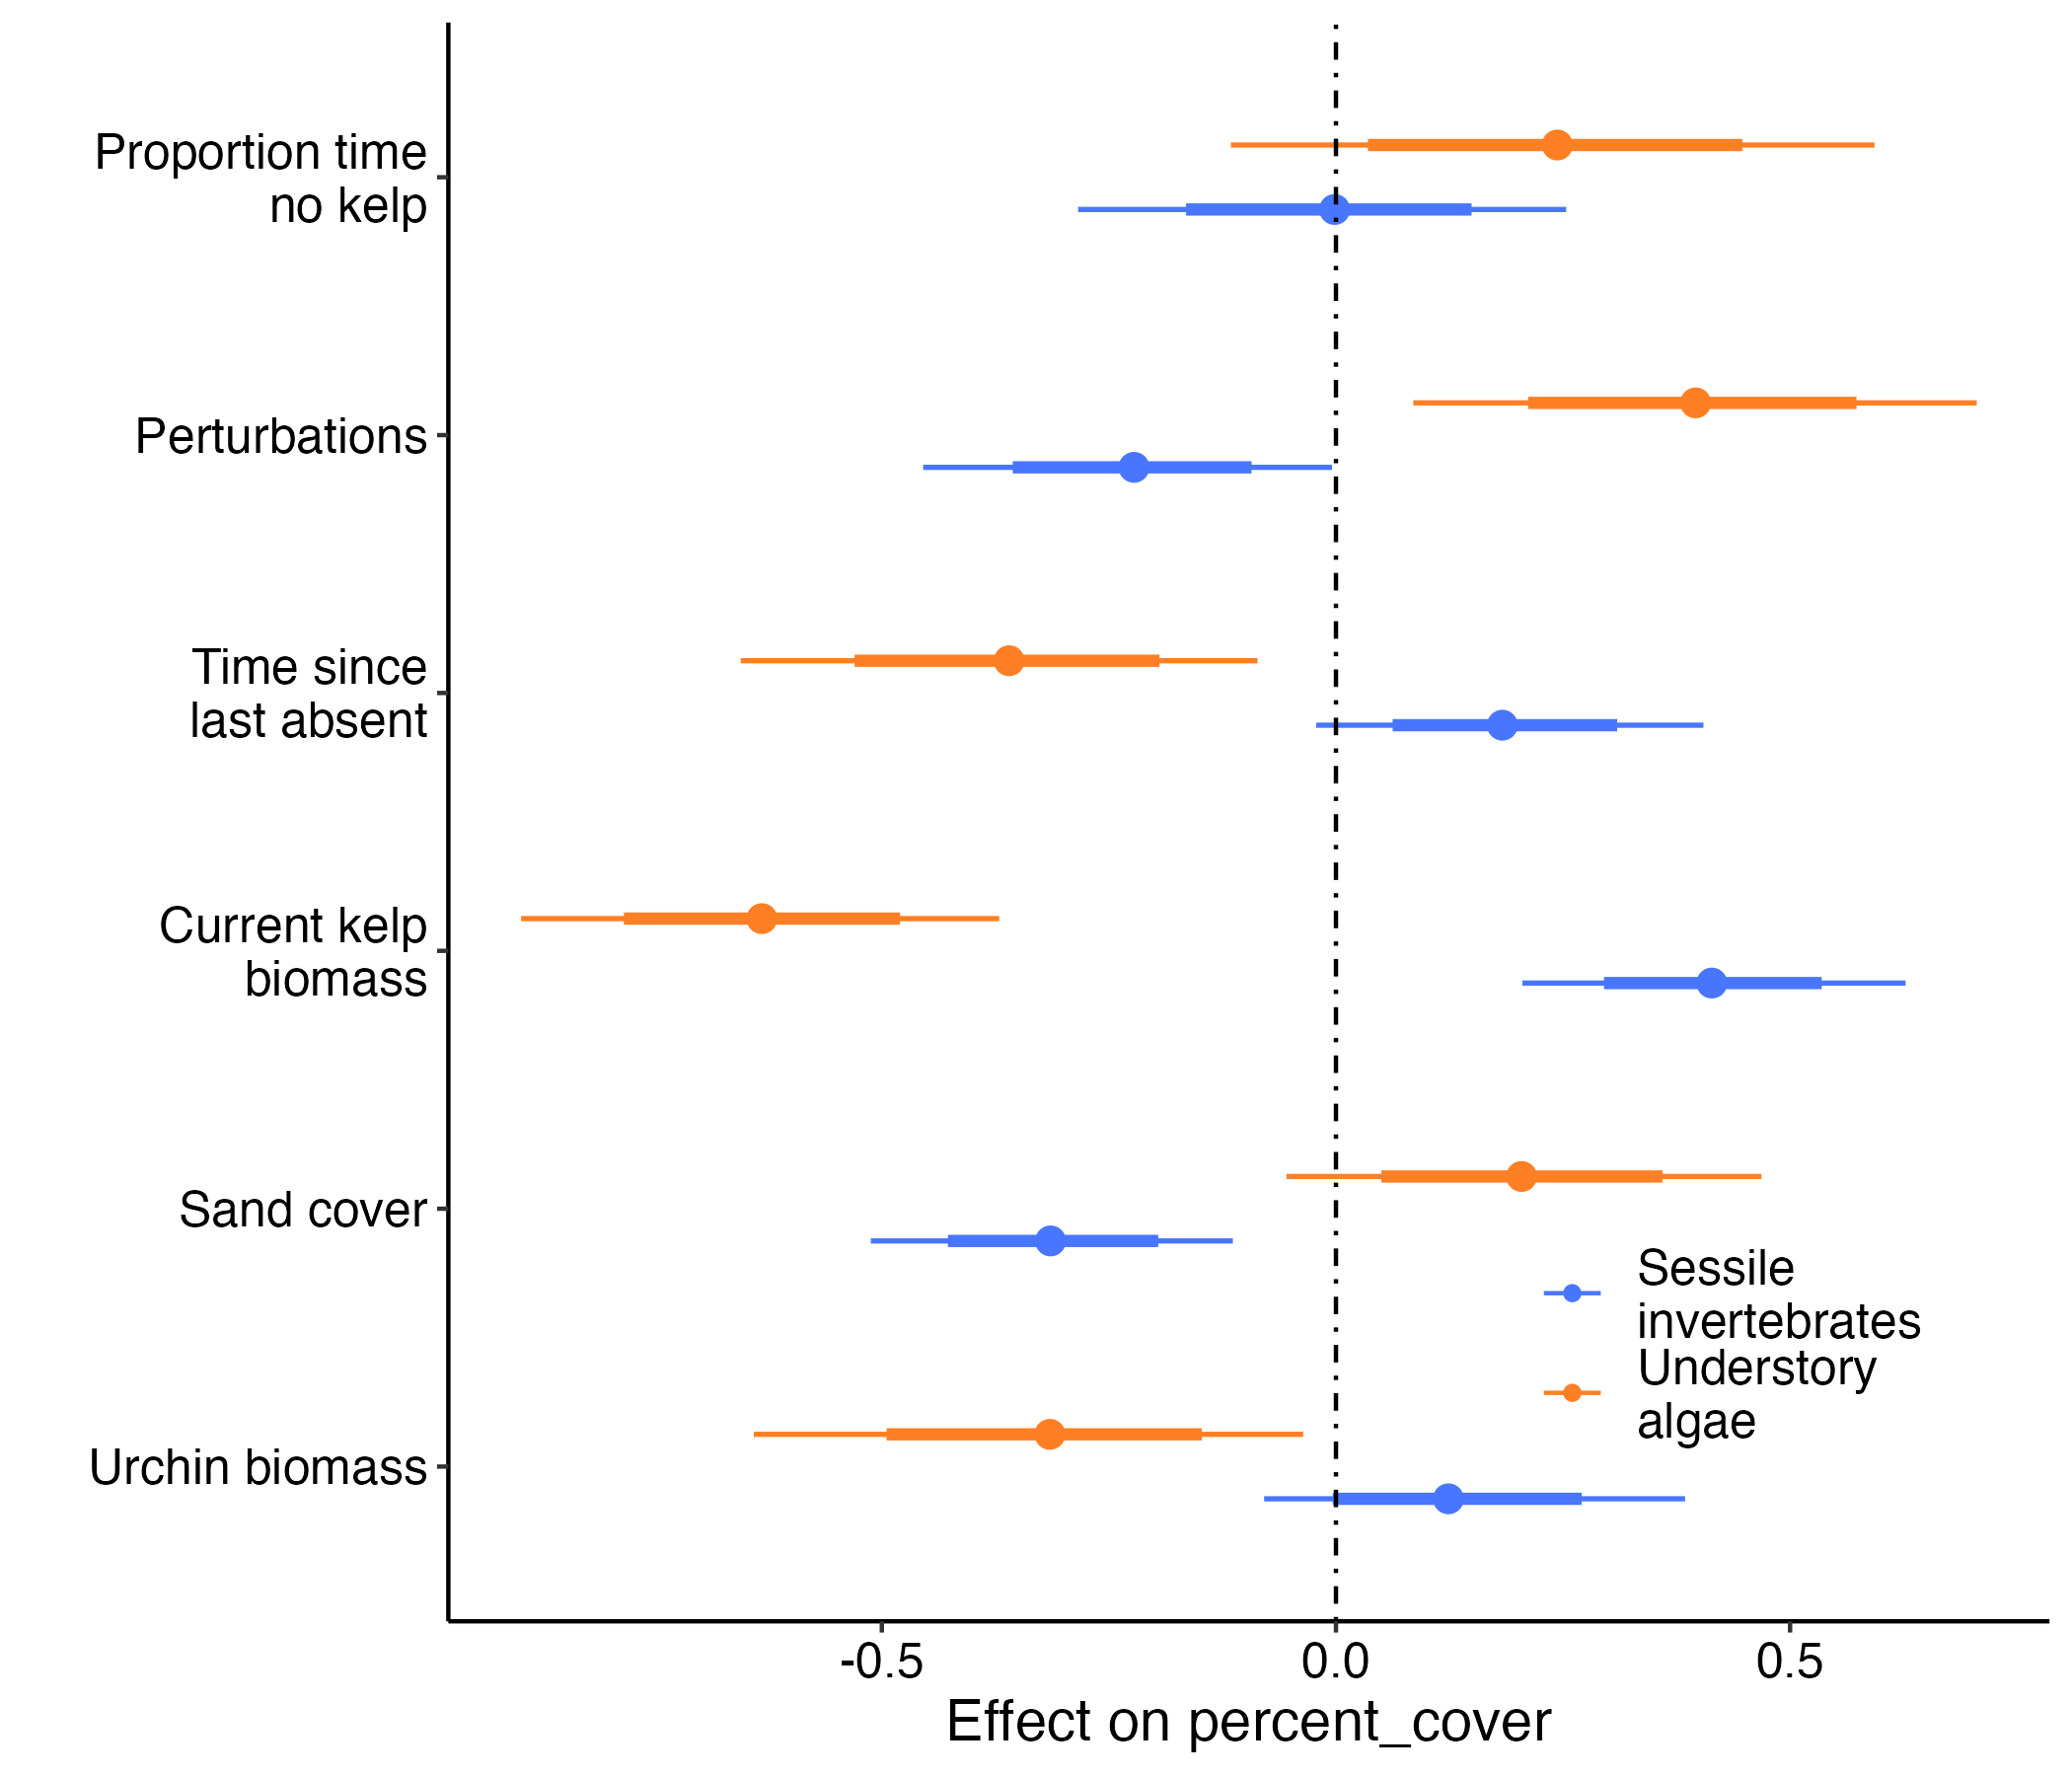 Proportion time
no kelp
Perturbations
Time since
last absent
Current kelp
biomass
Sand cover
Sessile
invertebrates
Understory
algae
Urchin biomass
-0.5
0.0
0.5
Effect on percent_cover